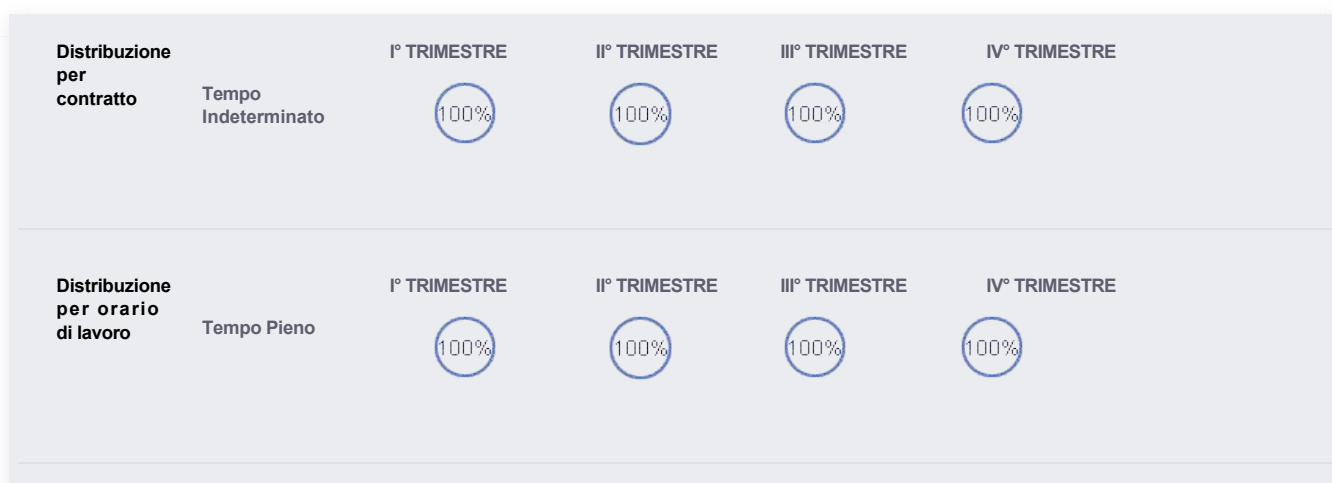 Distribuzione
per
contratto
I° TRIMESTRE II° TRIMESTRE III° TRIMESTRE IV° TRIMESTRE
Tempo
Indeterminato
100% 100% 100% 100%
Distribuzione
per orario
di lavoro
I° TRIMESTRE II° TRIMESTRE III° TRIMESTRE IV° TRIMESTRE
Tempo Pieno
100% 100% 100% 100%